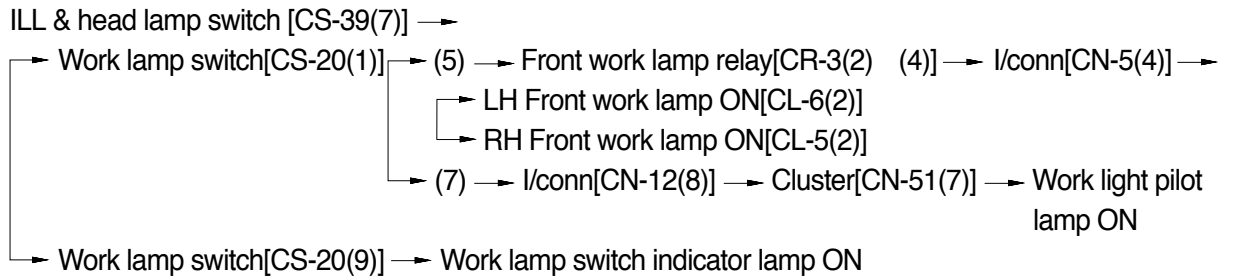 ILL & head lamp switch [CS-39(7)] →
Work lamp switch[CS-20(1)] → (5) → Front work lamp relay[CR-3(2) (4)] → I/conn[CN-5(4)] →
→ LH Front work lamp ON[CL-6(2)]
→ RH Front work lamp ON[CL-5(2)]
→ (7) → I/conn[CN-12(8)] → Cluster[CN-51(7)] → Work light pilot
lamp ON
→ Work lamp switch[CS-20(9)] → Work lamp switch indicator lamp ON